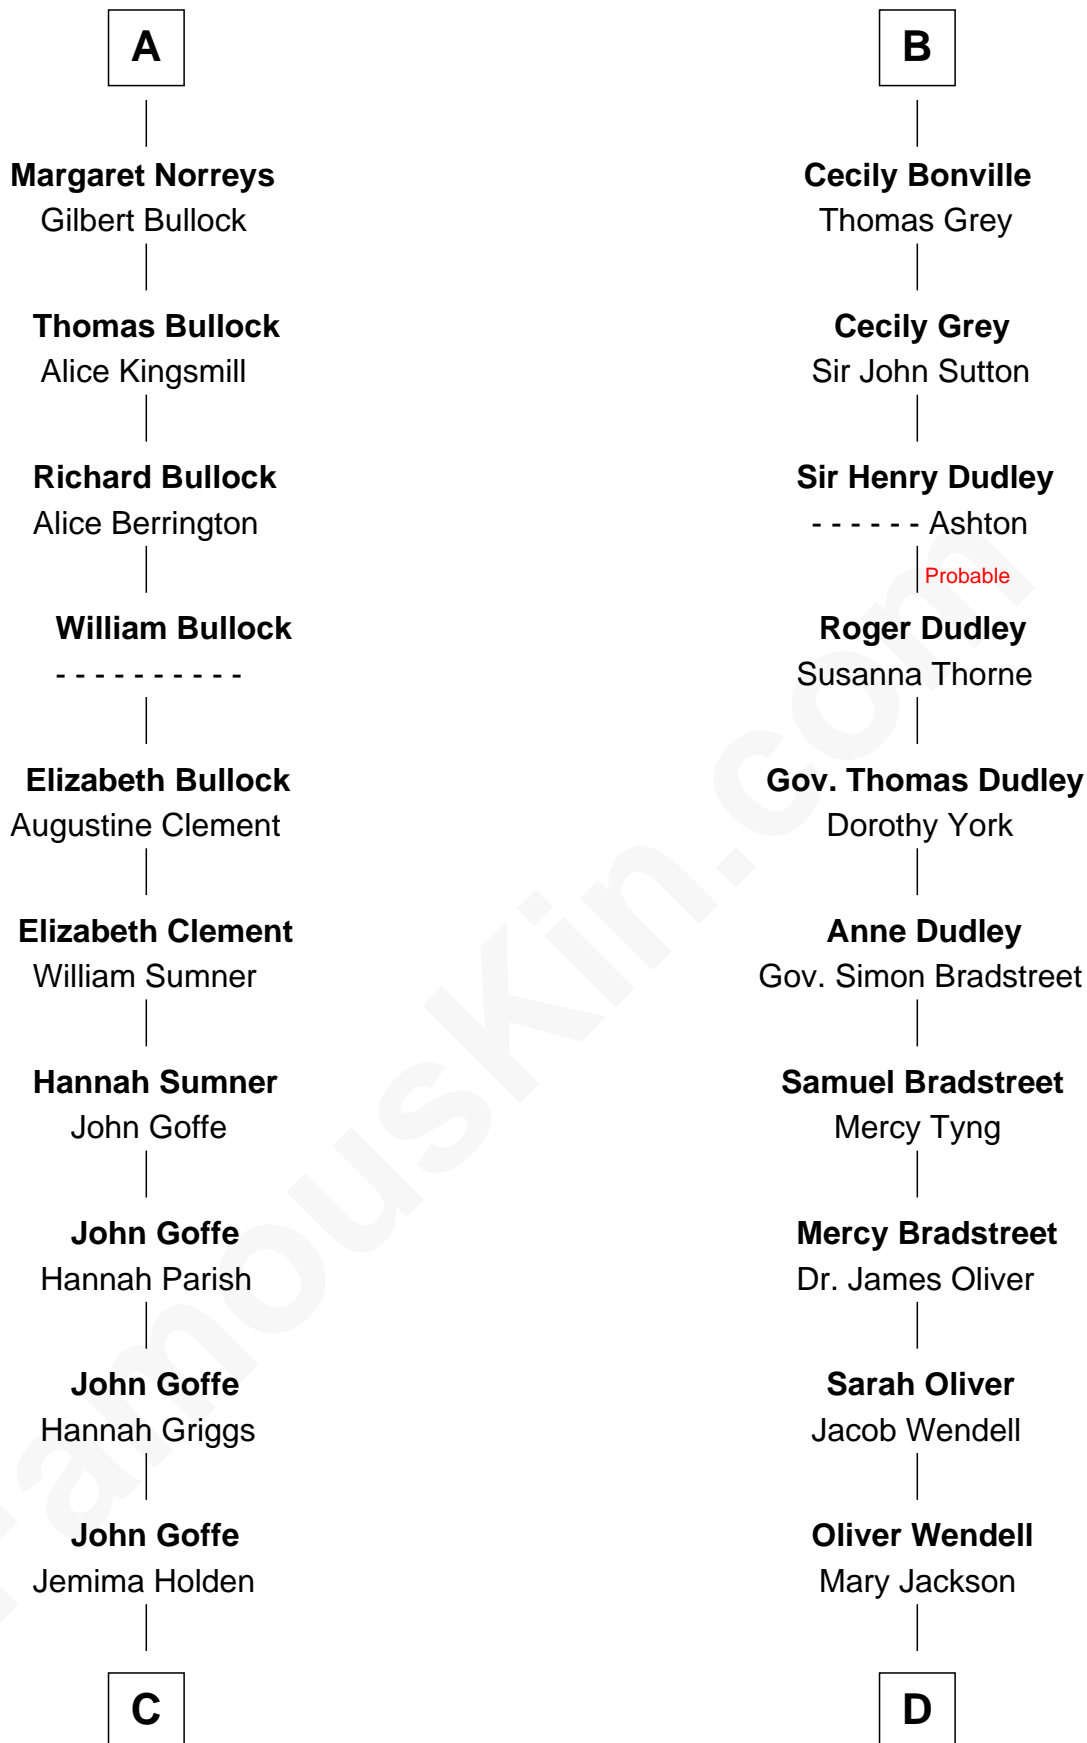 A
Margaret Norreys
Gilbert Bullock
Thomas Bullock
Alice Kingsmill
Richard Bullock
Alice Berrington
William Bullock
- - - - - - - - - -
Elizabeth Bullock
Augustine Clement
Elizabeth Clement
William Sumner
Hannah Sumner
John Goffe
John Goffe
Hannah Parish
John Goffe
Hannah Griggs
John Goffe
Jemima Holden
C
B
Cecily Bonville
Thomas Grey
Cecily Grey
Sir John Sutton
Sir Henry Dudley
- - - - - - Ashton
Probable
Roger Dudley
Susanna Thorne
Gov. Thomas Dudley
Dorothy York
Anne Dudley
Gov. Simon Bradstreet
Samuel Bradstreet
Mercy Tyng
Mercy Bradstreet
Dr. James Oliver
Sarah Oliver
Jacob Wendell
Oliver Wendell
Mary Jackson
D
FamousKin.com